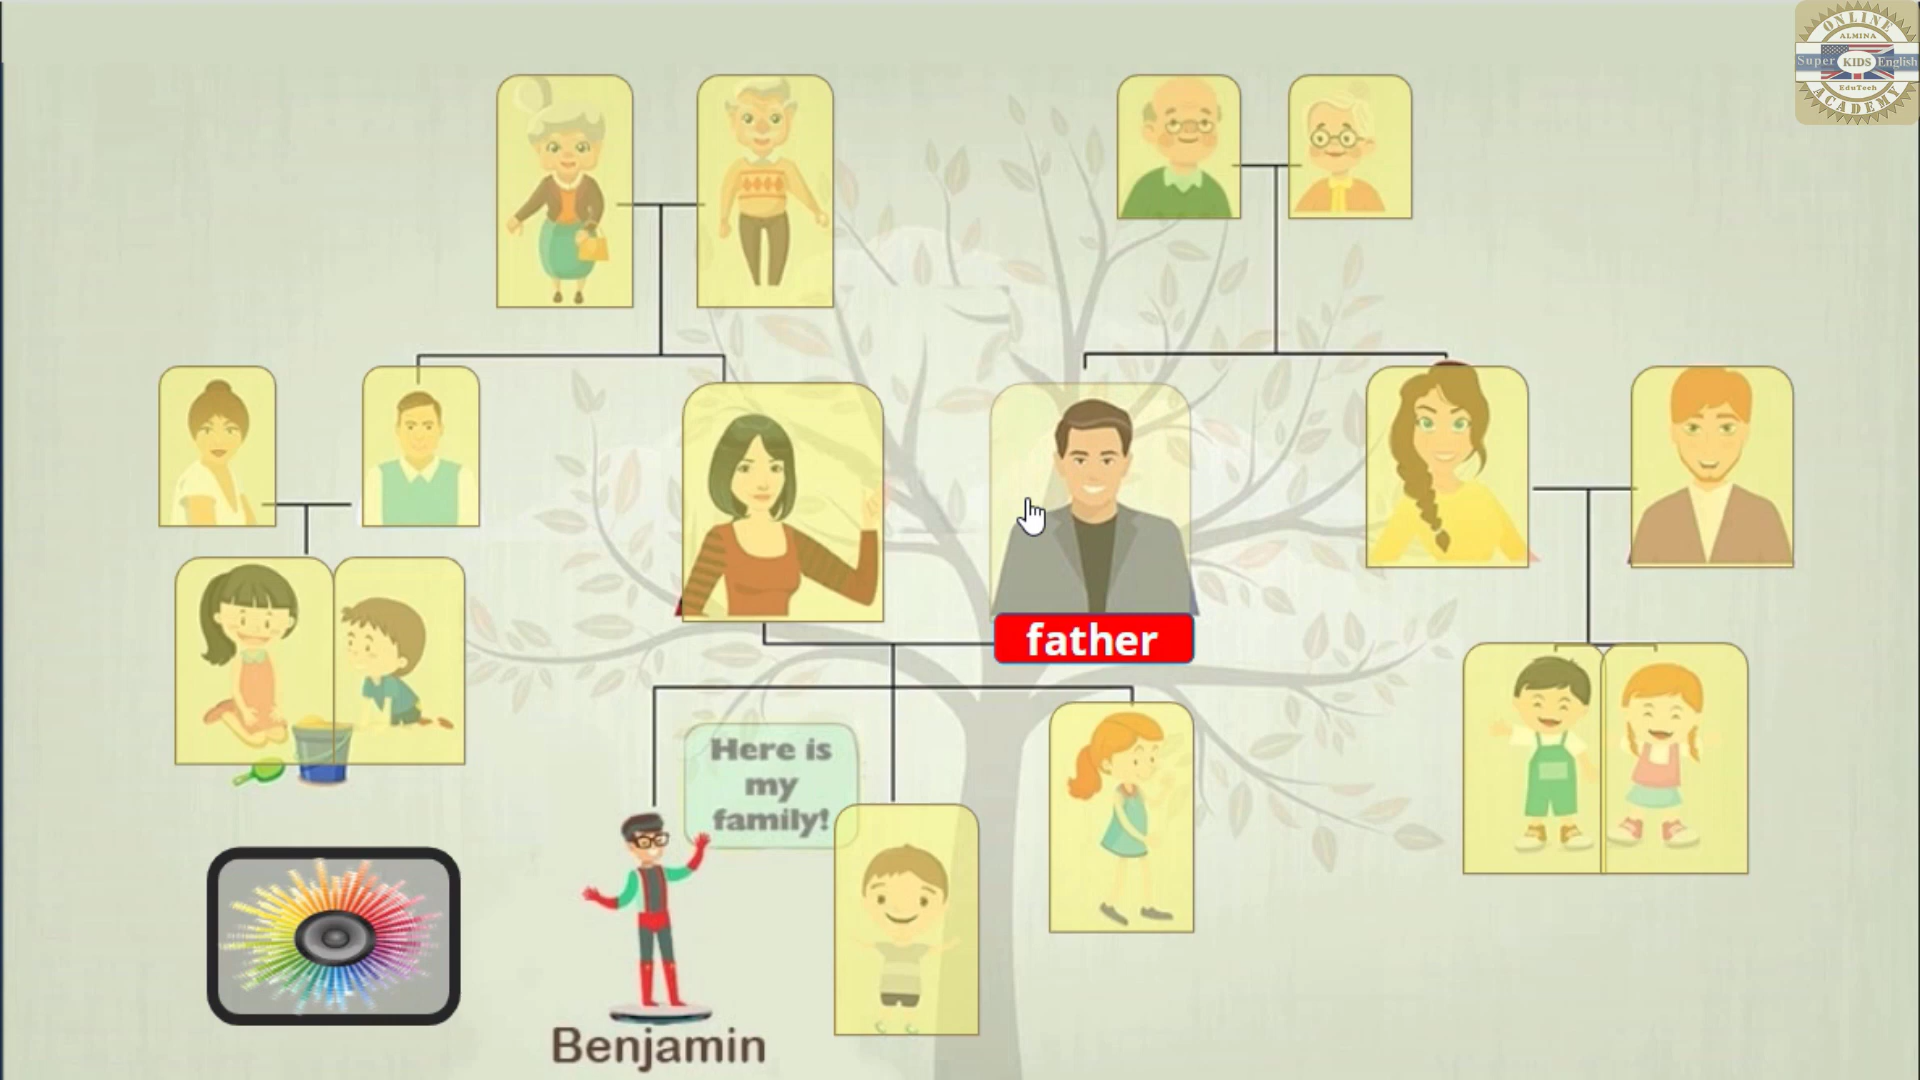 ONLINE
ALMINA
Super KIDS English
EduTech
ACADEMY
father
Here is
my
family!
Benjamin